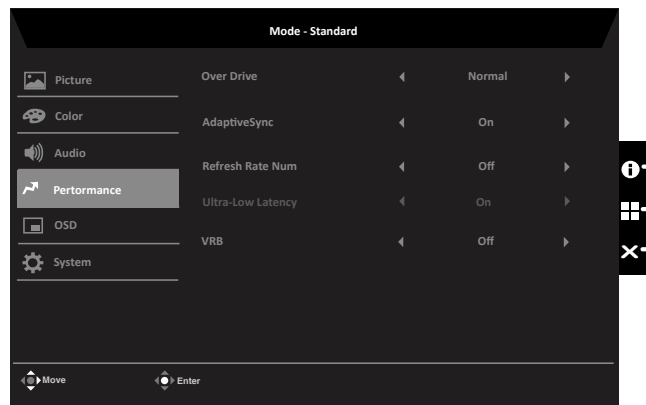 Mode - Standard
Picture
Over Drive Normal
Color
AdaptiveSync On
Audio
Refresh Rate Num Off
Pertormance
Ultra-Low Latency On
OSD
VRB Off
System
Move Enter